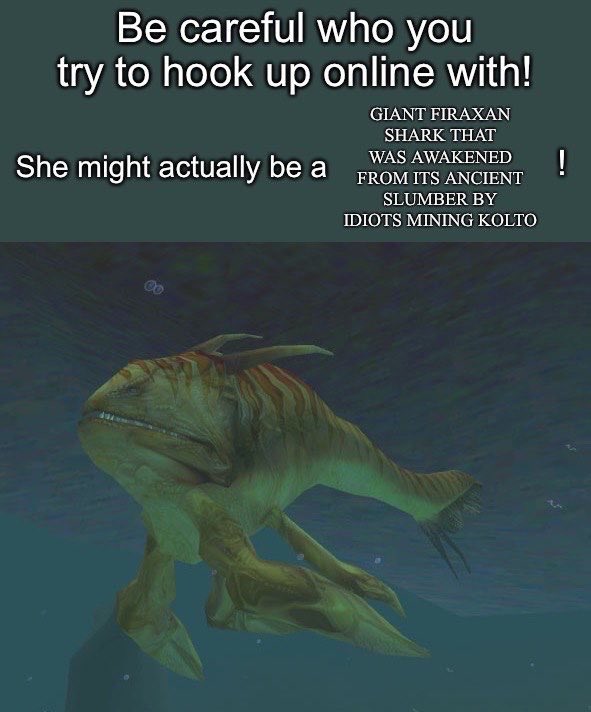 Be careful who you
try to hook up online with!
She might actually be a
GIANT FIRAXAN
SHARK THAT
WAS AWAKENED
FROM ITS ANCIENT
SLUMBER BY
IDIOTS MINING KOLTO
!